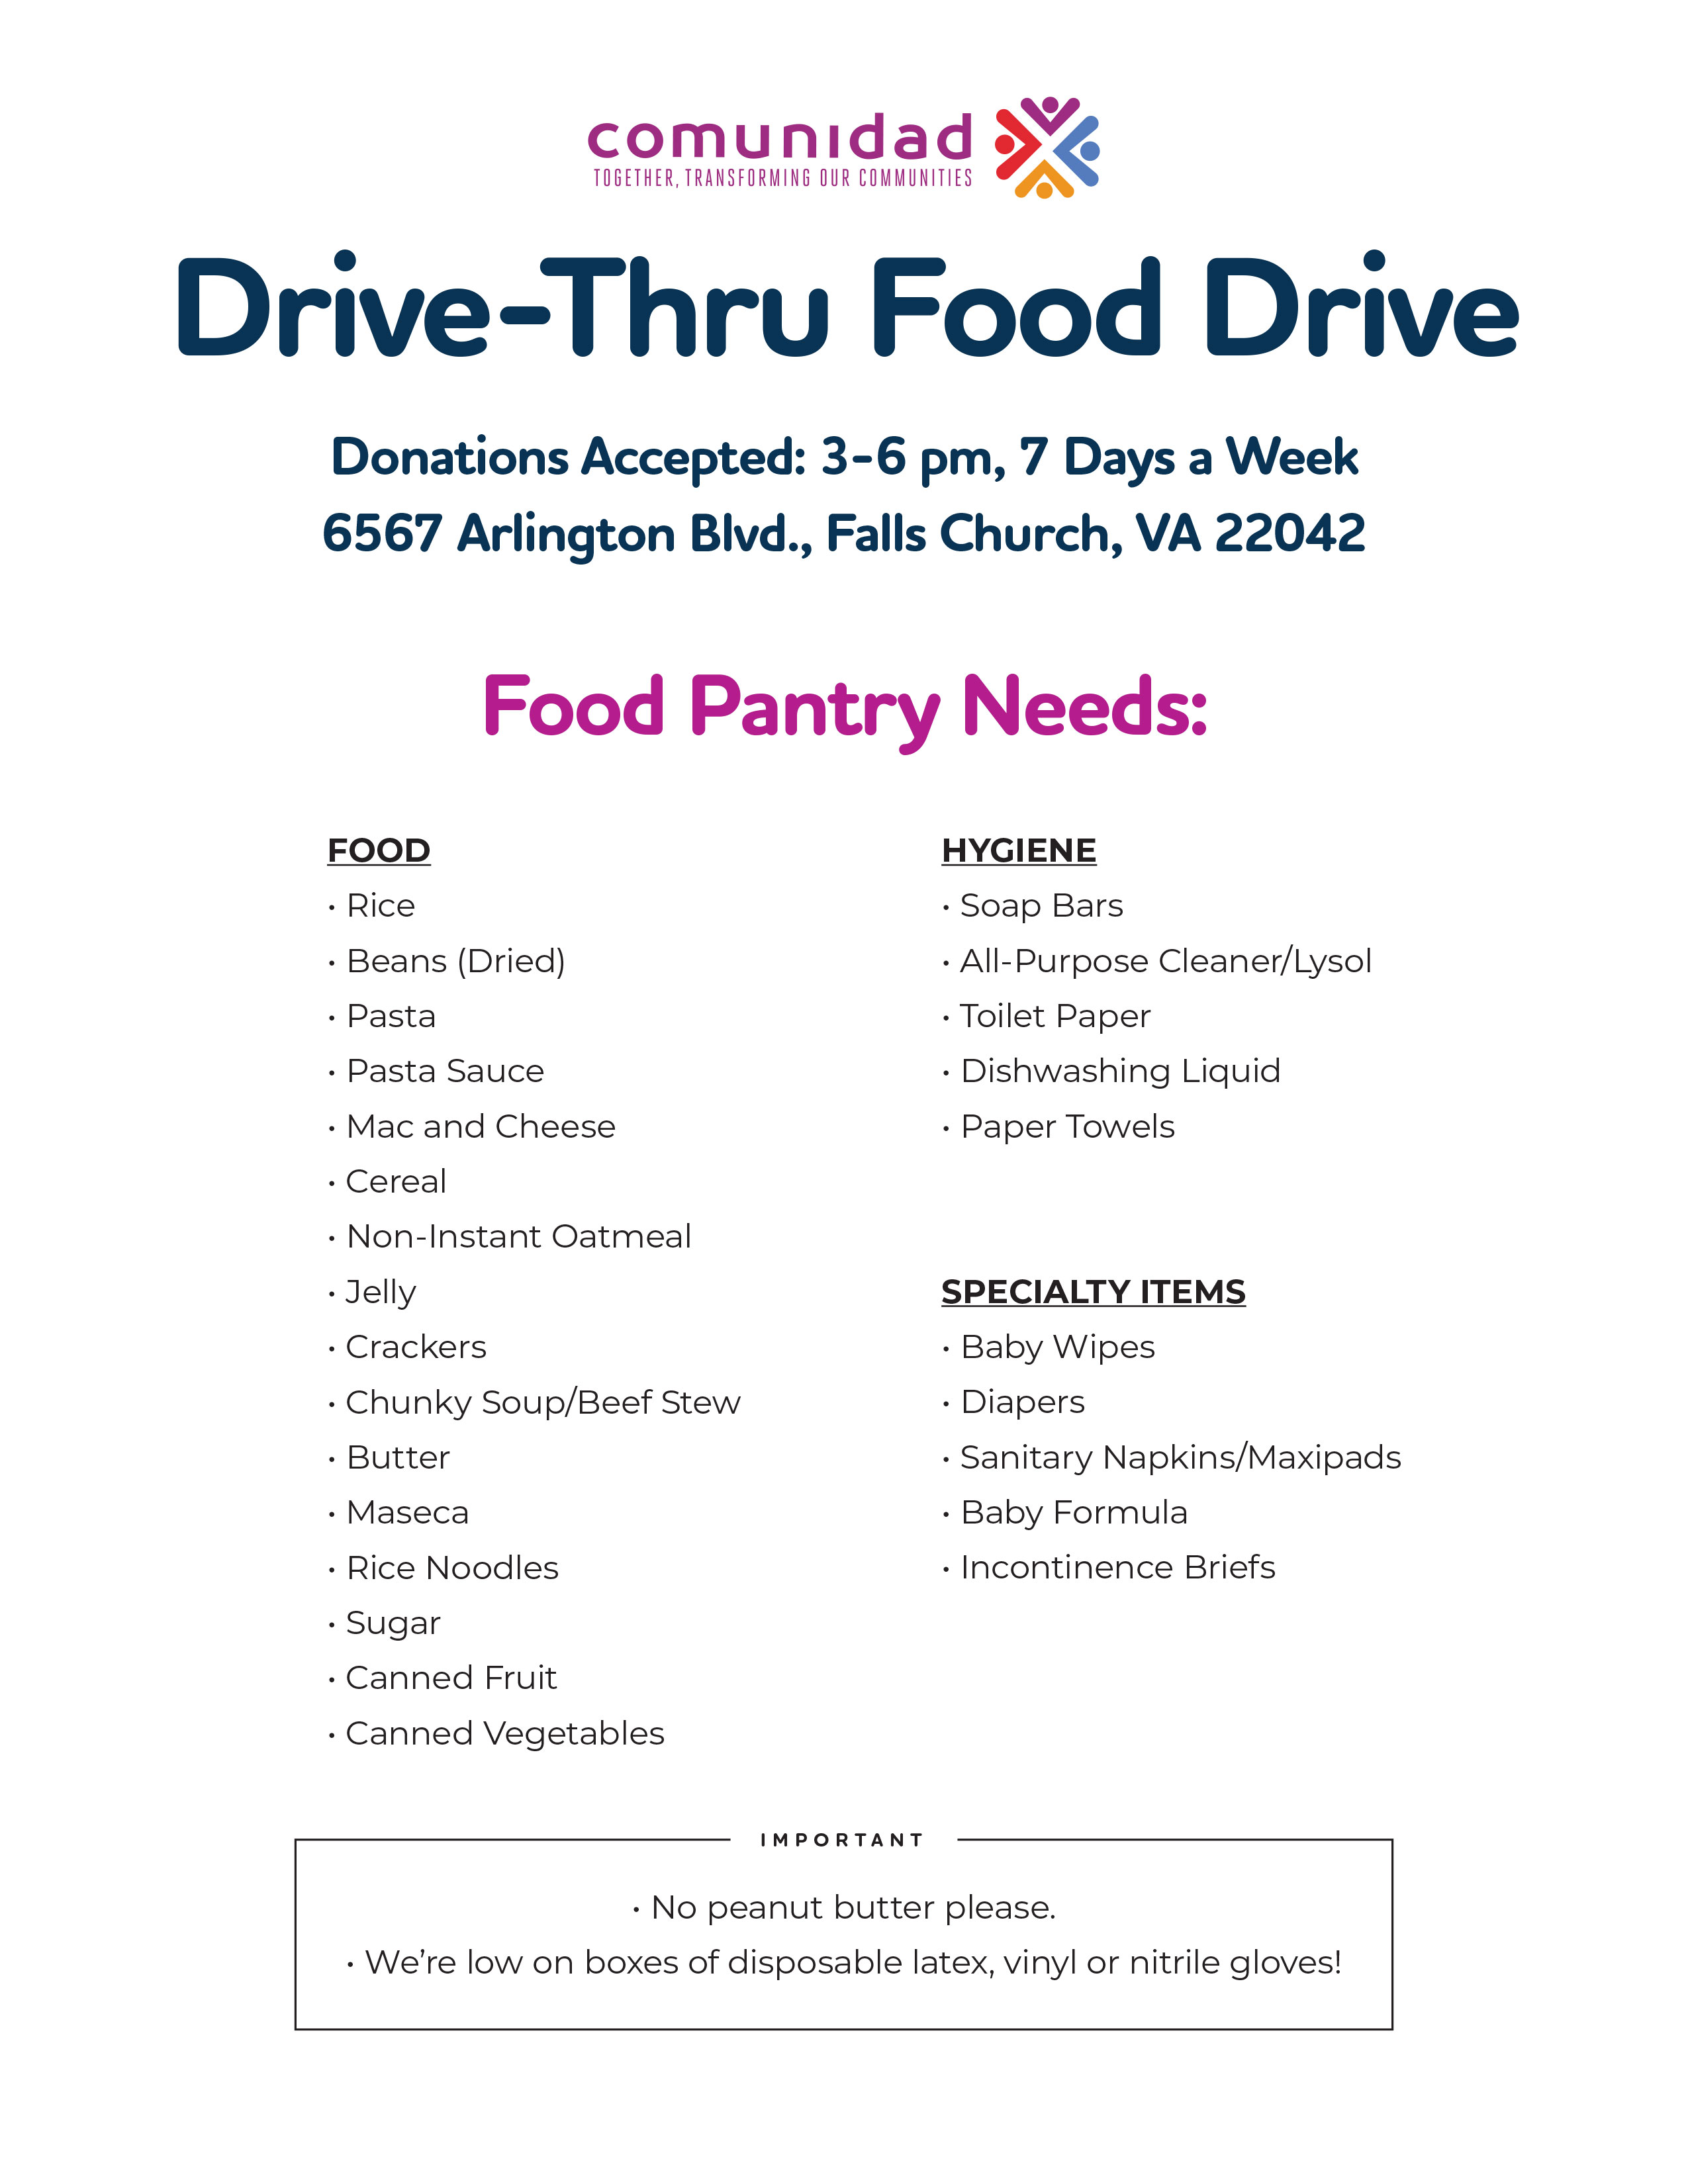 comunidad
TOGETHER, TRANSFORMING OUR COMMUNITIES
Drive-Thru Food Drive
Donations Accepted: 3-6 pm, 7 Days a Week
6567 Arlington Blvd., Falls Church, VA 22042
Food Pantry Needs:
FOOD
• Rice
• Beans (Dried)
• Pasta
• Pasta Sauce
• Mac and Cheese
• Cereal
• Non-Instant Oatmeal
• Jelly
• Crackers
• Chunky Soup/Beef Stew
• Butter
• Maseca
• Rice Noodles
• Sugar
• Canned Fruit
• Canned Vegetables
HYGIENE
• Soap Bars
• All-Purpose Cleaner/Lysol
• Toilet Paper
• Dishwashing Liquid
• Paper Towels
SPECIALTY ITEMS
• Baby Wipes
• Diapers
• Sanitary Napkins/Maxipads
• Baby Formula
• Incontinence Briefs
IMPORTANT
• No peanut butter please.
• We’re low on boxes of disposable latex, vinyl or nitrile gloves!